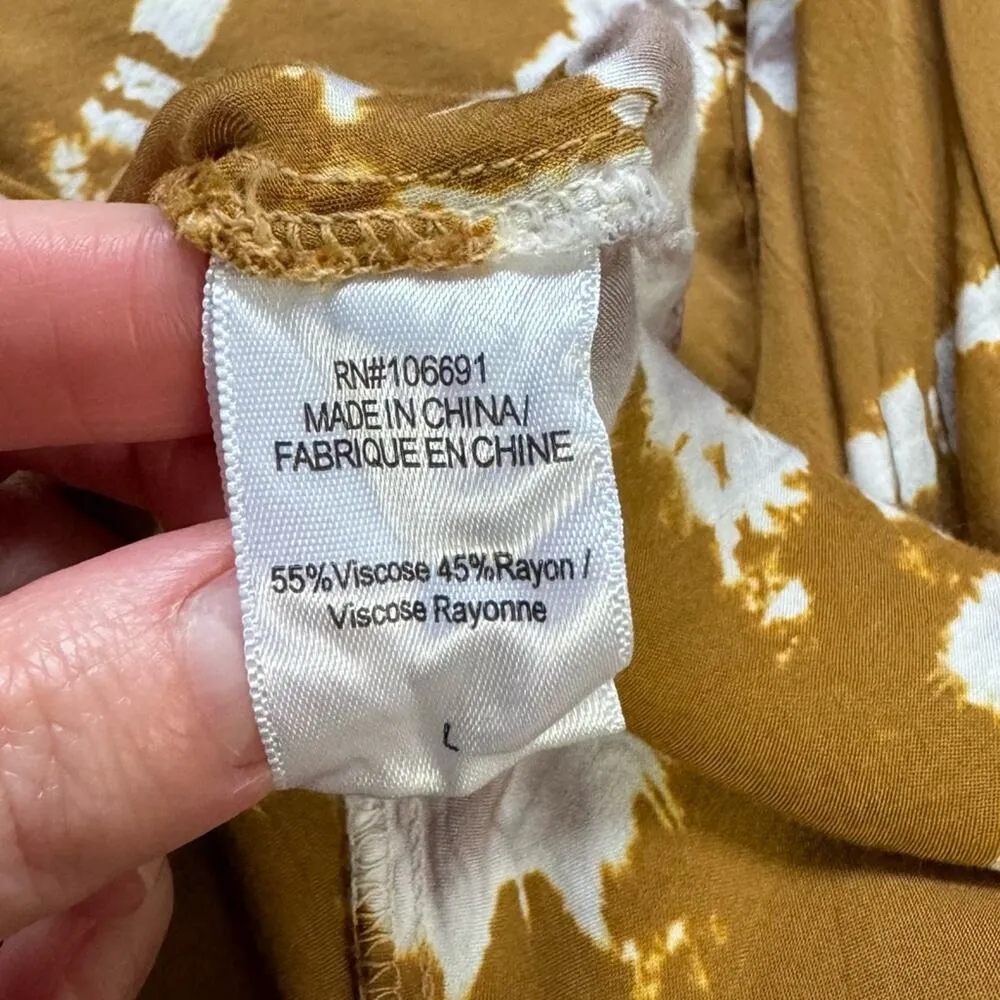 RN#106691
MADE IN CHINA/
FABRIQUE EN CHINE
55%Viscose 45%Rayon /
Viscose Rayonne
L